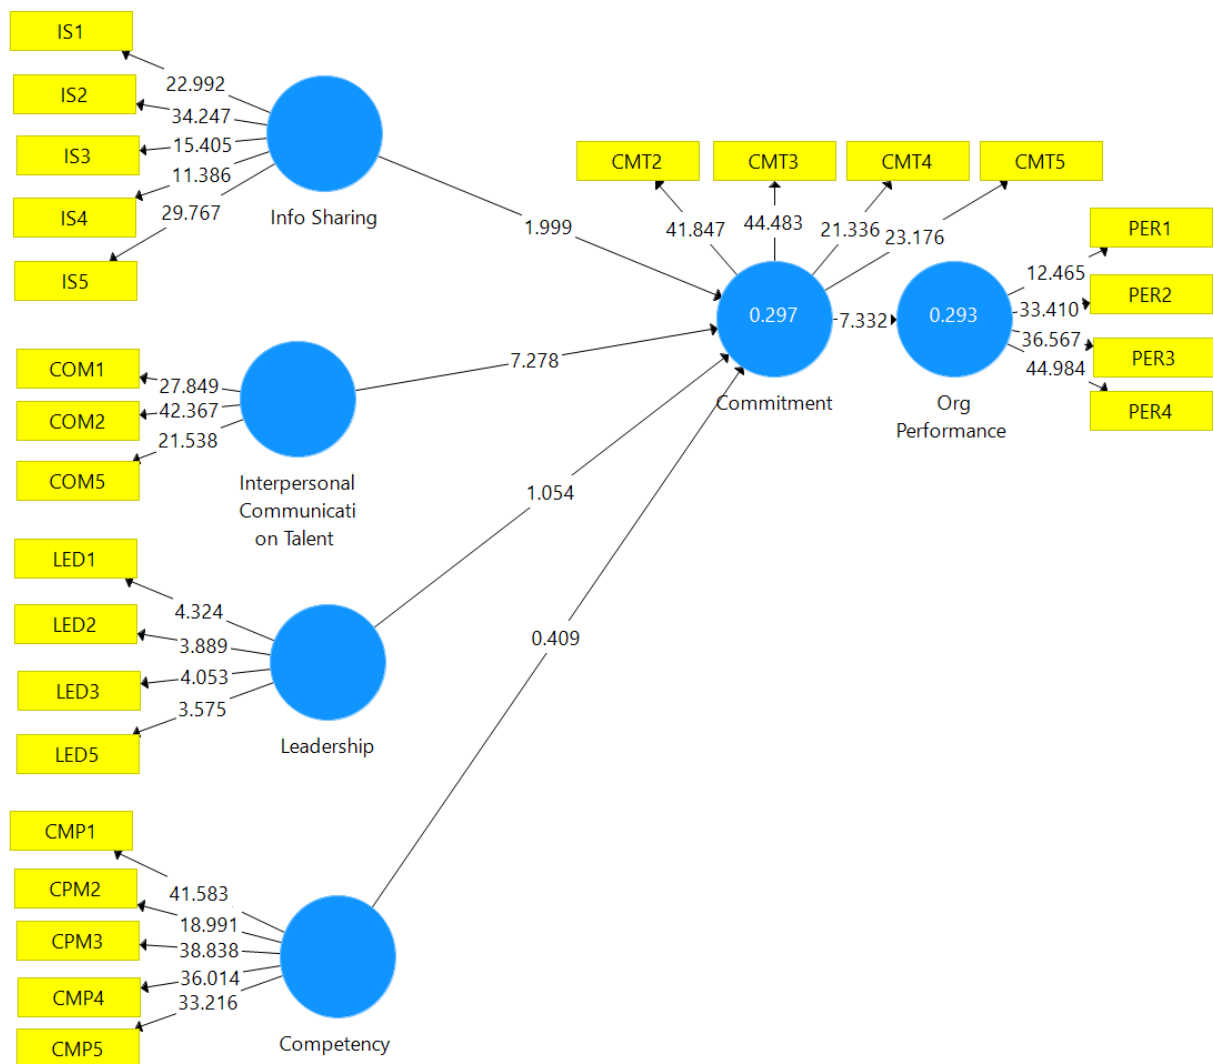 IS1
IS2
IS3
IS4
IS5
22.992
34.247
15.405
11.386
29.767
Info Sharing
1.999
CMT2
CMT3
CMT4
CMT5
41.847
44.483
21.336
23.176
0.297
Commitment
7.332
0.293
Org
Performance
PER1
PER2
PER3
PER4
12.465
33.410
36.567
44.984
COM1
COM2
COM5
27.849
42.367
21.538
Interpersonal
Communicati
on Talent
7.278
LED1
LED2
LED3
LED5
4.324
3.889
4.053
3.575
Leadership
1.054
0.409
CMP1
CPM2
CPM3
CMP4
CMP5
41.583
18.991
38.838
36.014
33.216
Competency